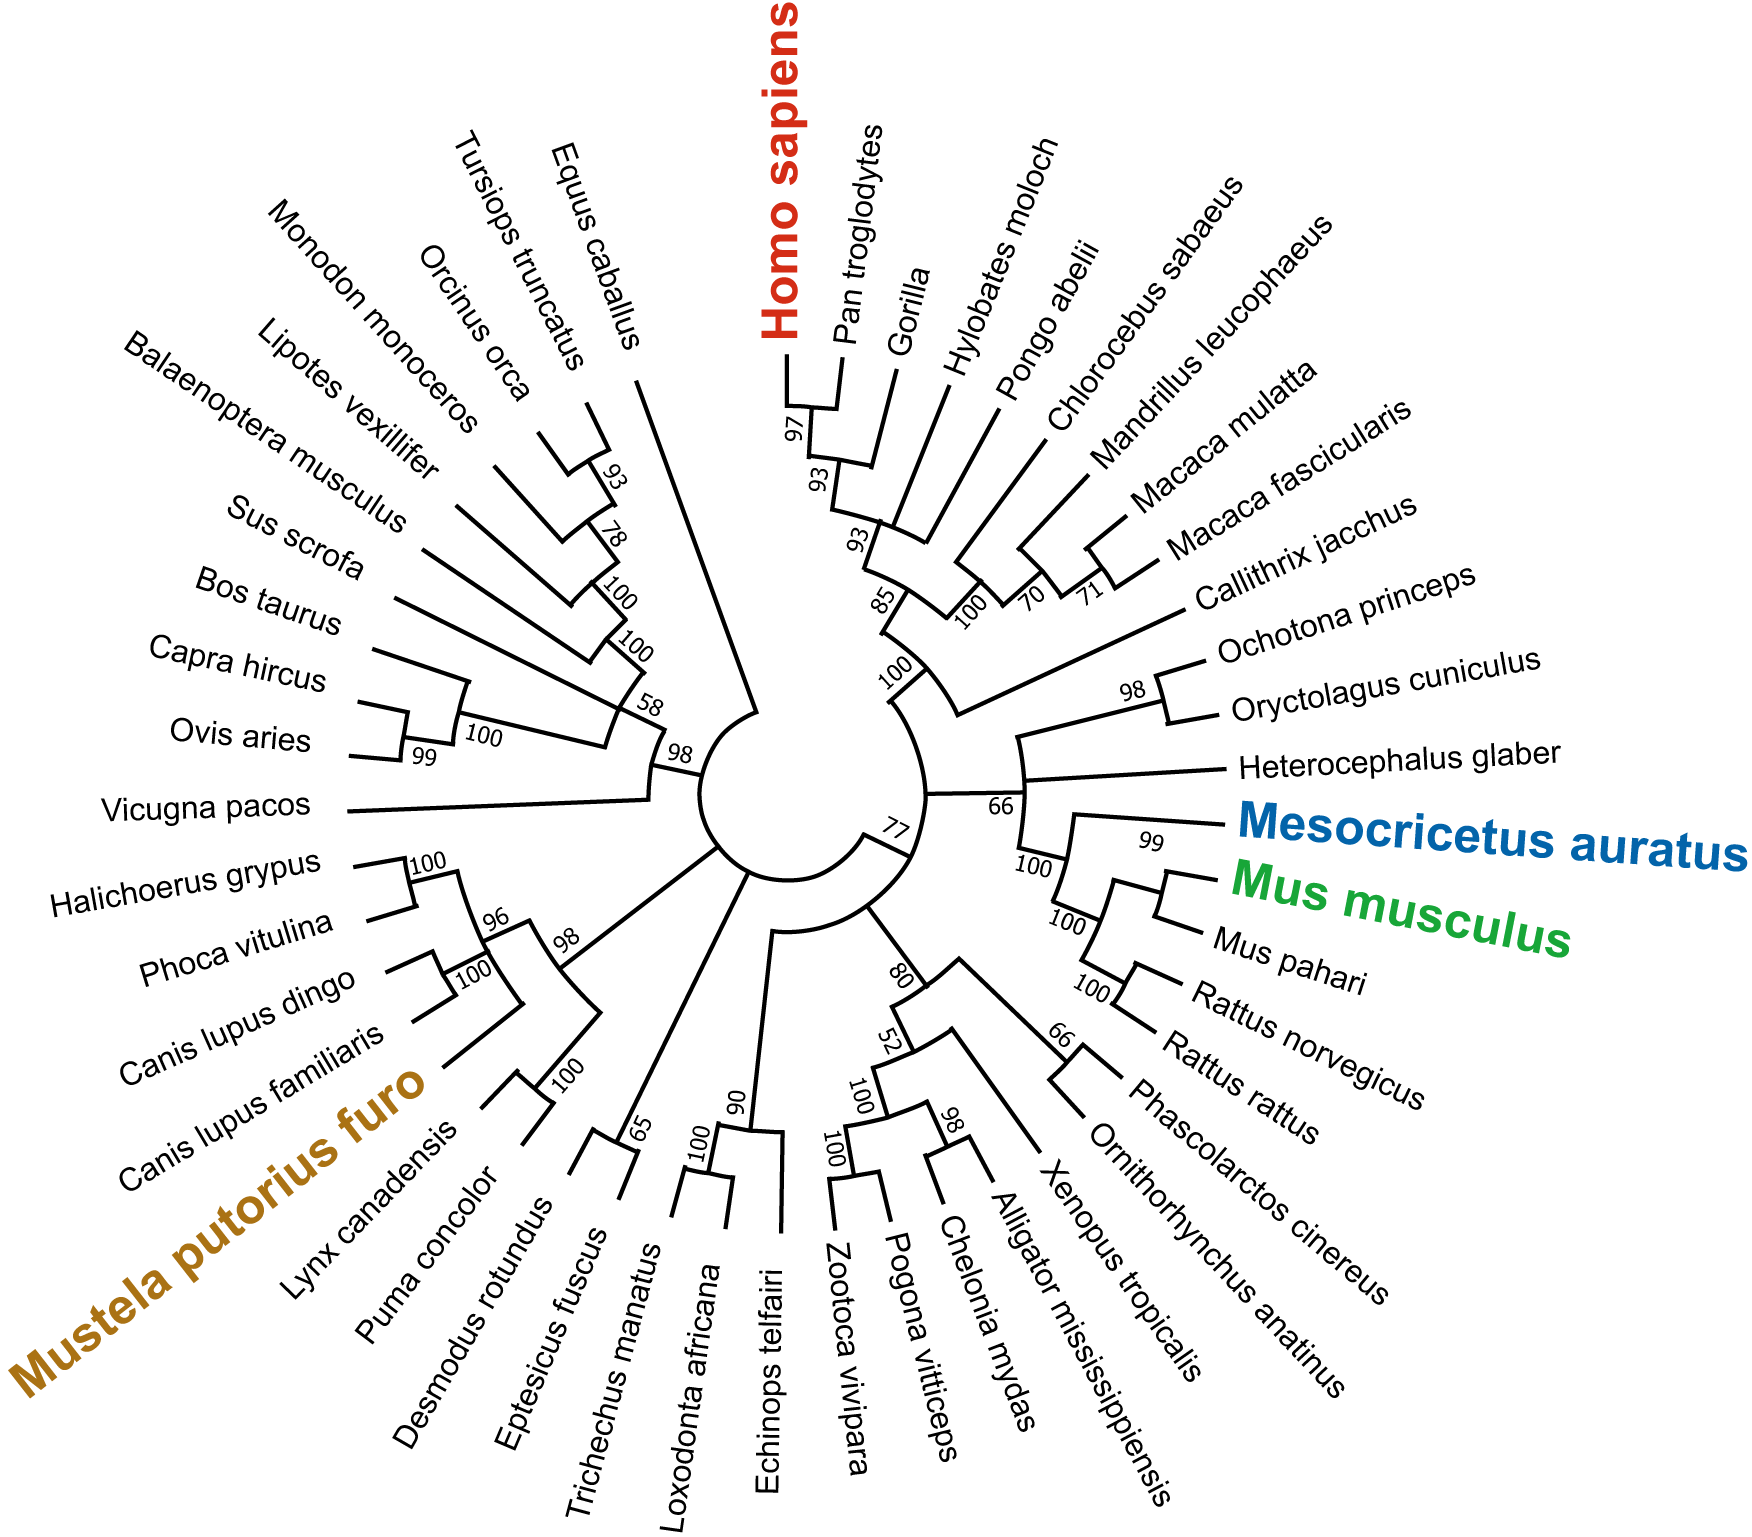 Homo sapiens
Pan troglodytes
Gorilla
Hylobates moloch
Pongo abelii
Chlorocebus sabaeus
Mandrillus leucophaeus
Macaca mulatta
Macaca fascicularis
Callithrix jacchus
Ochotona princeps
Oryctolagus cuniculus
Heterocephalus glaber
Mesocricetus auratus
Mus musculus
Mus pahari
Rattus norvegicus
Rattus rattus
Phascolarctos cinereus
Ornithorhynchus anatinus
Xenopus tropicalis
Alligator mississippiensis
Chelonia mydas
Pogona vitticeps
Zootoca vivipara
Echinops telfairi
Loxodonta africana
Trichechus manatus
Eptesicus fuscus
Desmodus rotundus
Puma concolor
Lynx canadensis
Mustela putorius furo
Canis lupus familiaris
Canis lupus dingo
Phoca vitulina
Halichoerus grypus
Vicugna pacos
Ovis aries
Capra hircus
Bos taurus
Sus scrofa
Balaenoptera musculus
Lipotes vexillifer
Monodon monoceros
Orcinus orca
Tursiops truncatus
Equus caballus
97
93
93
85
100
100
70
71
98
66
100
99
100
100
77
80
66
52
100
98
100
90
100
65
98
100
96
100
100
98
58
99
100
100
100
78
93